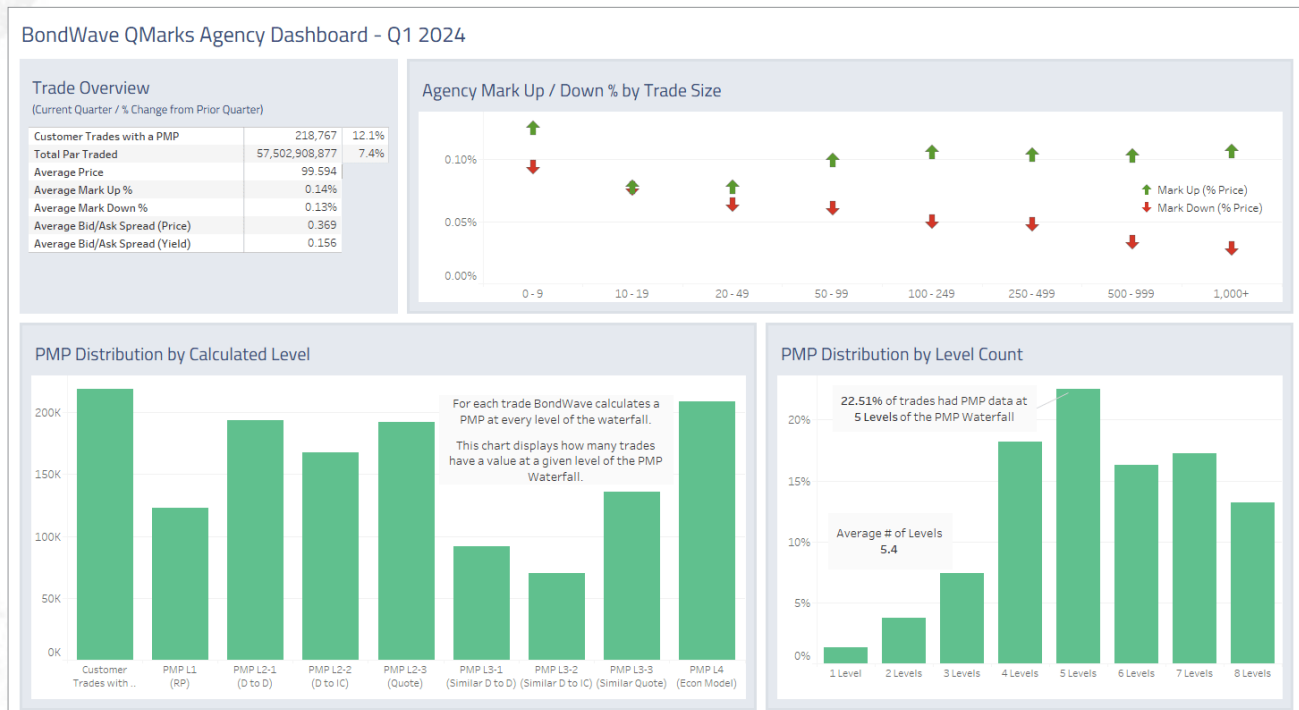 BondWave QMarks Agency Dashboard - Q1 2024
Trade Overview
(Current Quarter / % Change from Prior Quarter)
Customer Trades with a PMP 218,767 12.1%
Total Par Traded 57,502,908,877 7.4%
Average Price 99.594
Average Mark Up % 0.14%
Average Mark Down % 0.13%
Average Bid/Ask Spread (Price) 0.369
Average Bid/Ask Spread (Yield) 0.156
Agency Mark Up / Down % by Trade Size
0.10%
0.05%
0.00%
Mark Up (% Price)
Mark Down (% Price)
0 - 9 10 - 19 20 - 49 50 - 99 100 - 249 250 - 499 500 - 999 1,000+
PMP Distribution by Calculated Level
200K
150K
100K
50K
0K
For each trade BondWave calculates a
PMP at every level of the waterfall.
This chart displays how many trades
have a value at a given level of the PMP
Waterfall.
Customer PMP L1 PMP L2-1 PMP L2-2 PMP L2-3 PMP L3-1 PMP L3-2 PMP L3-3 PMP L4
Trades with .. (RP) (D to D) (D to IC) (Quote) (Similar D to D) (Similar D to IC) (Similar Quote) (Econ Model)
PMP Distribution by Level Count
20%
15%
10%
5%
0%
22.51% of trades had PMP data at
5 Levels of the PMP Waterfall
Average # of Levels
5.4
1 Level 2 Levels 3 Levels 4 Levels 5 Levels 6 Levels 7 Levels 8 Levels